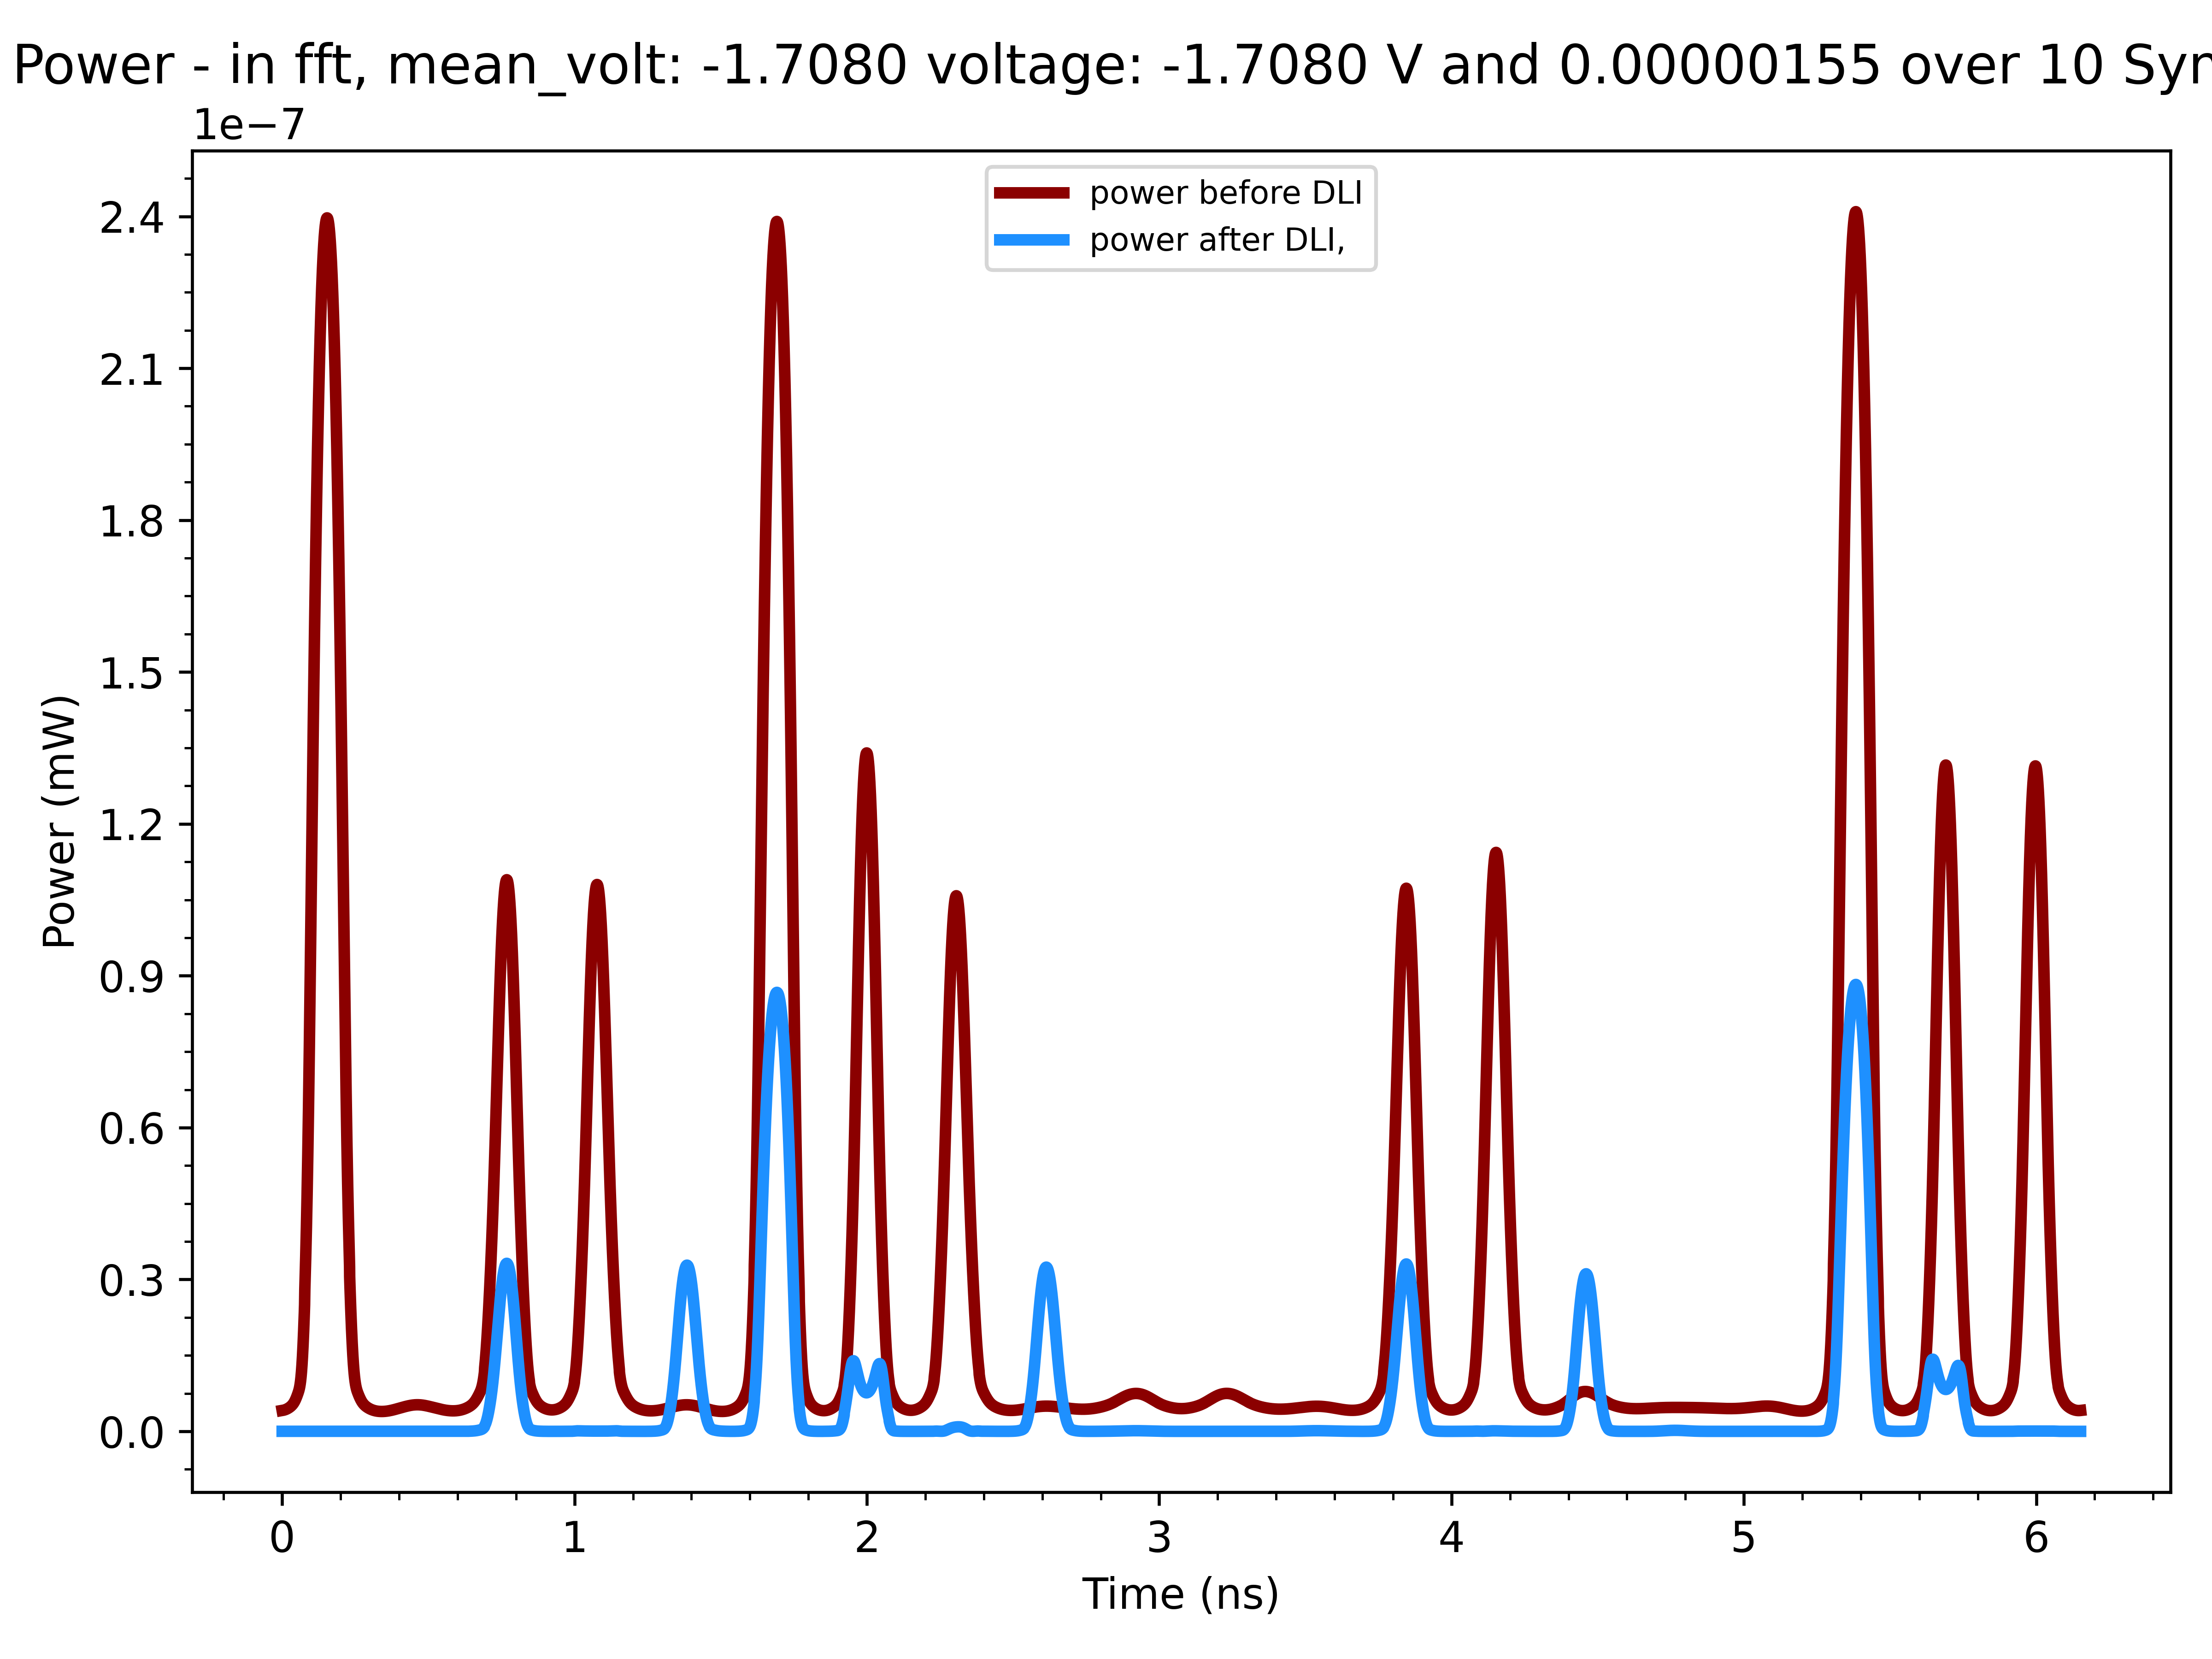 Power - in fft, mean_volt: -1.7080 voltage: -1.7080 V and 0.00000155 over 10 Syn
1e−7
power before DLI
power after DLI,
2.4
2.1
1.8
1.5
1.2
0.9
0.6
0.3
0.0
Power (mW)
0 1 2 3 4 5 6
Time (ns)